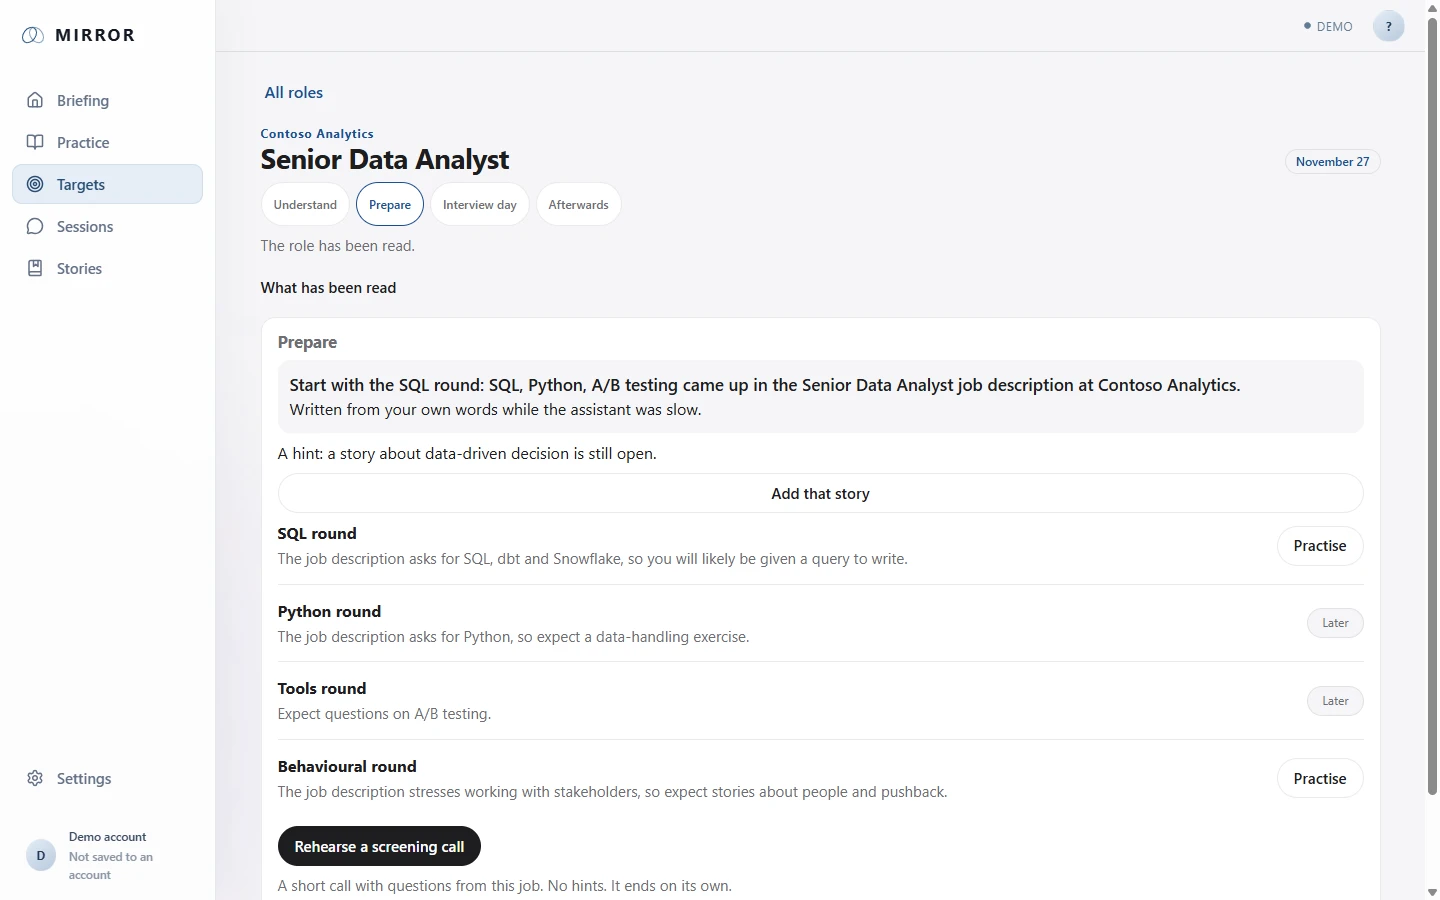 MIRROR
Briefing
Practice
Targets
Sessions
Stories
Settings
D
Demo account
Not saved to an
account
DEMO
?
All roles
Contoso Analytics
Senior Data Analyst
November 27
Understand
Prepare
Interview day
Afterwards
The role has been read.
What has been read
Prepare
Start with the SQL round: SQL, Python, A/B testing came up in the Senior Data Analyst job description at Contoso Analytics.
Written from your own words while the assistant was slow.
A hint: a story about data-driven decision is still open.
Add that story
SQL round
The job description asks for SQL, dbt and Snowflake, so you will likely be given a query to write.
Practise
Python round
The job description asks for Python, so expect a data-handling exercise.
Later
Tools round
Expect questions on A/B testing.
Later
Behavioural round
The job description stresses working with stakeholders, so expect stories about people and pushback.
Practise
Rehearse a screening call
A short call with questions from this job. No hints. It ends on its own.